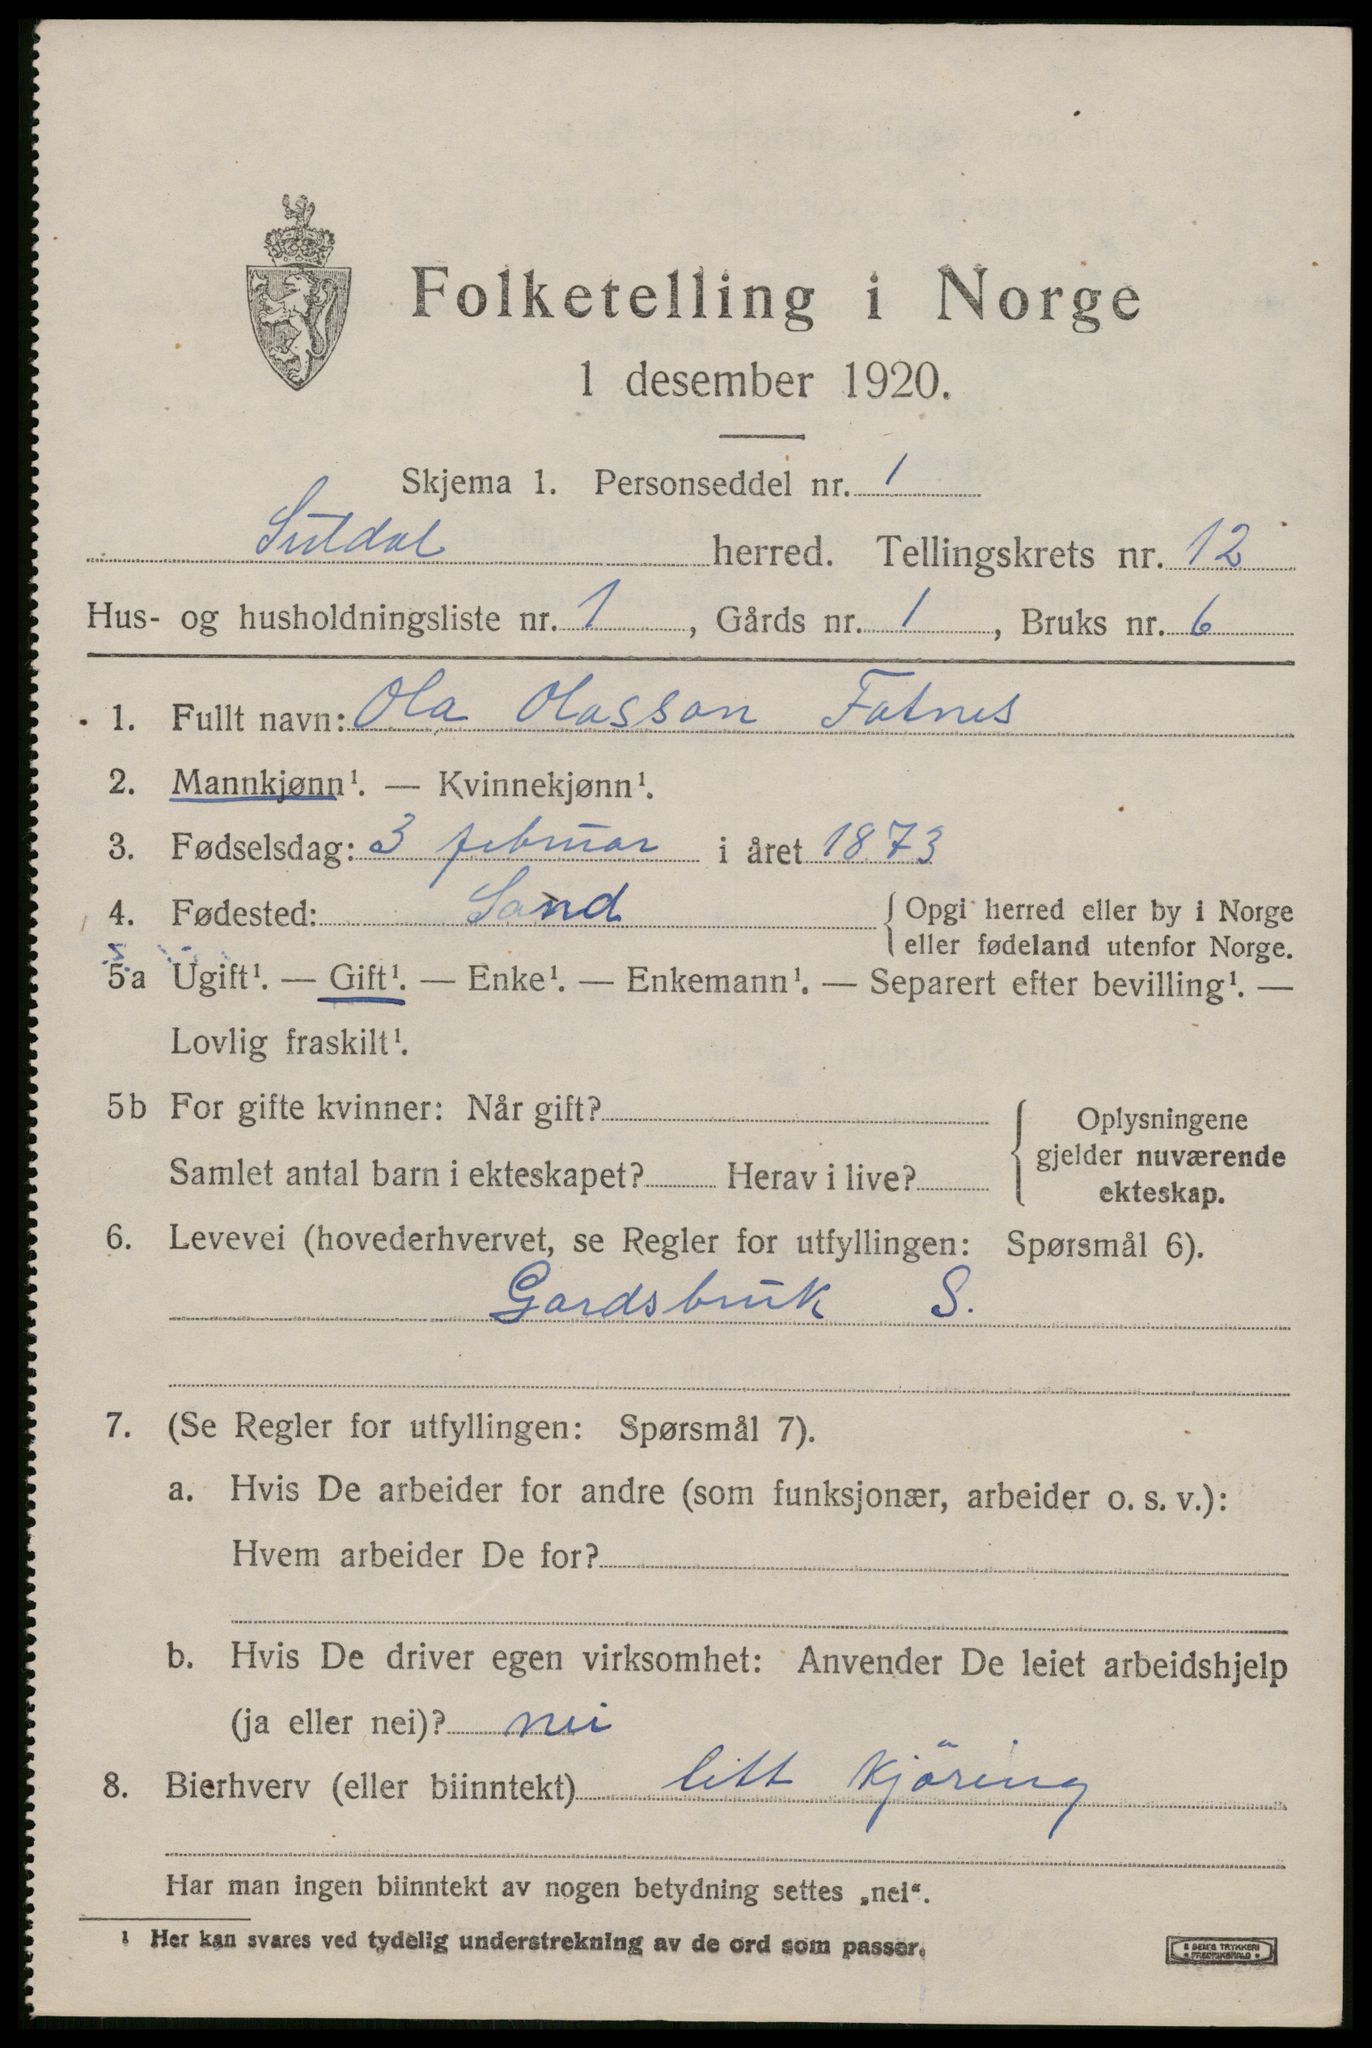 Folketelling i Norge
1 desember 1920.
Skjema 1. Personseddel nr. 1
Suldal herred. Tellingskrets nr. 12
Hus- og husholdningsliste nr. 1, Gårds nr. 1, Bruks nr. 6
1. Fullt navn: Ola Olasson Fatnes
2. Mannkjønn¹. — Kvinnekjønn¹.
3. Fødselsdag: 3 februar i året 1873
4. Fødested: Sand
{ Opgi herred eller by i Norge
eller fødeland utenfor Norge.
5a Ugift¹. — Gift¹. — Enke¹. — Enkemann¹. — Separert efter bevilling¹. —
Lovlig fraskilt¹.
5b For gifte kvinner: Når gift?
Samlet antal barn i ekteskapet? Herav i live?
{ Oplysningene
gjelder nuværende
ekteskap.
6. Levevei (hovederhvervet, se Regler for utfyllingen: Spørsmål 6).
Gardsbruk S.
7. (Se Regler for utfyllingen: Spørsmål 7).
a. Hvis De arbeider for andre (som funksjonær, arbeider o. s. v.):
Hvem arbeider De for?
b. Hvis De driver egen virksomhet: Anvender De leiet arbeidshjelp
(ja eller nei)? nei
8. Bierhverv (eller biinntekt) litt kjöring
Har man ingen biinntekt av nogen betydning settes „nei“.
¹ Her kan svares ved tydelig understrekning av de ord som passer.
E SEM'S TRYKKERI
FREDRIKSHALD